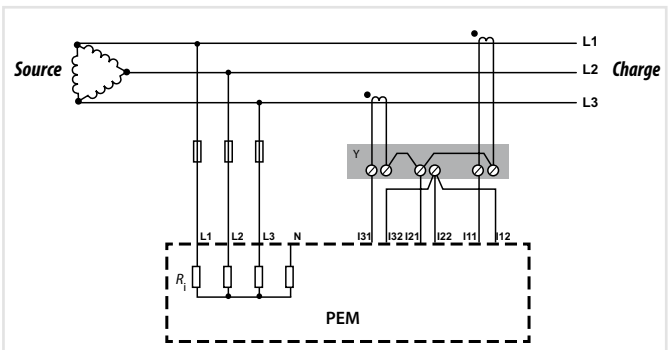 L1
Source L2 Charge
L3
Y
L1 L2 L3 N I31 I32 I21 I22 I11 I12
Ri
PEM